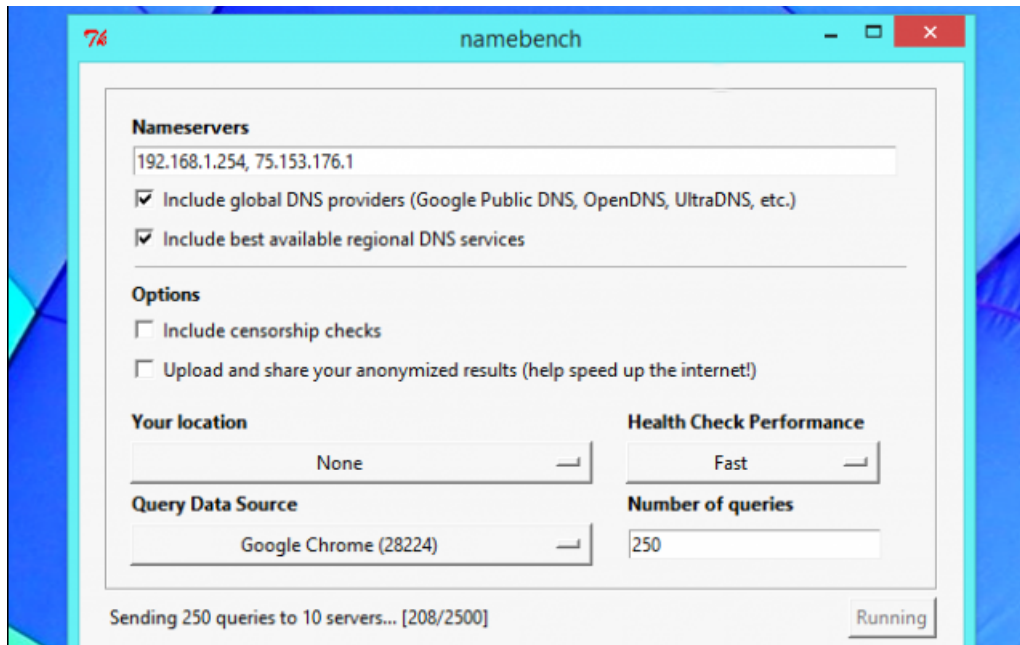 Tk namebench
Nameservers
192.168.1.254, 75.153.176.1
Include global DNS providers (Google Public DNS, OpenDNS, UltraDNS, etc.)
Include best available regional DNS services
Options
Include censorship checks
Upload and share your anonymized results (help speed up the internet!)
Your location Health Check Performance
None Fast
Query Data Source Number of queries
Google Chrome (28224) 250
Sending 250 queries to 10 servers... [208/2500] Running